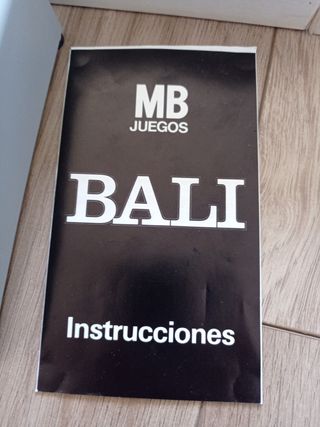 MB
JUEGOS
BALI
Instrucciones